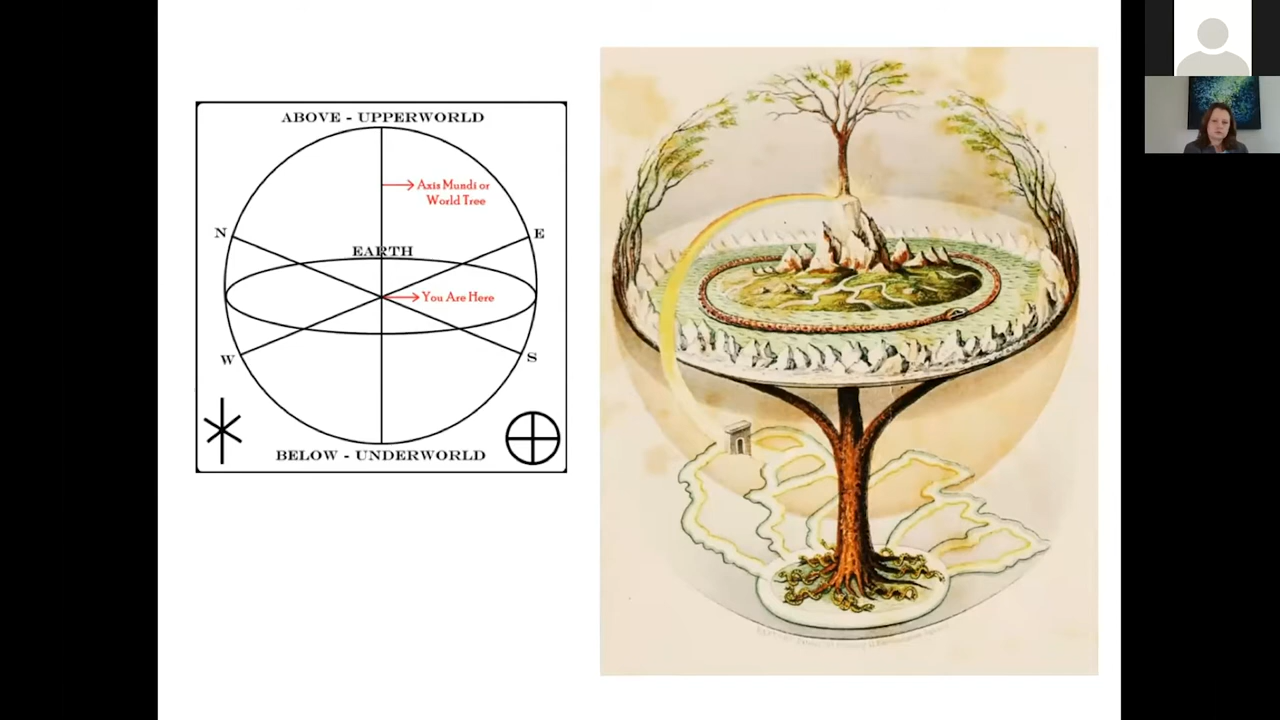 ABOVE - UPPERWORLD
Axis Mundi or
World Tree
N
E
EARTH
You Are Here
W
S
BELOW - UNDERWORLD